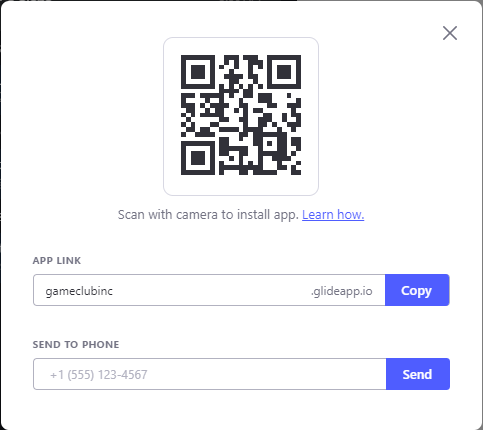 Scan with camera to install app. Learn how.
APP LINK
gameclubinc .glideapp.io Copy
SEND TO PHONE
+1 (555) 123-4567 Send